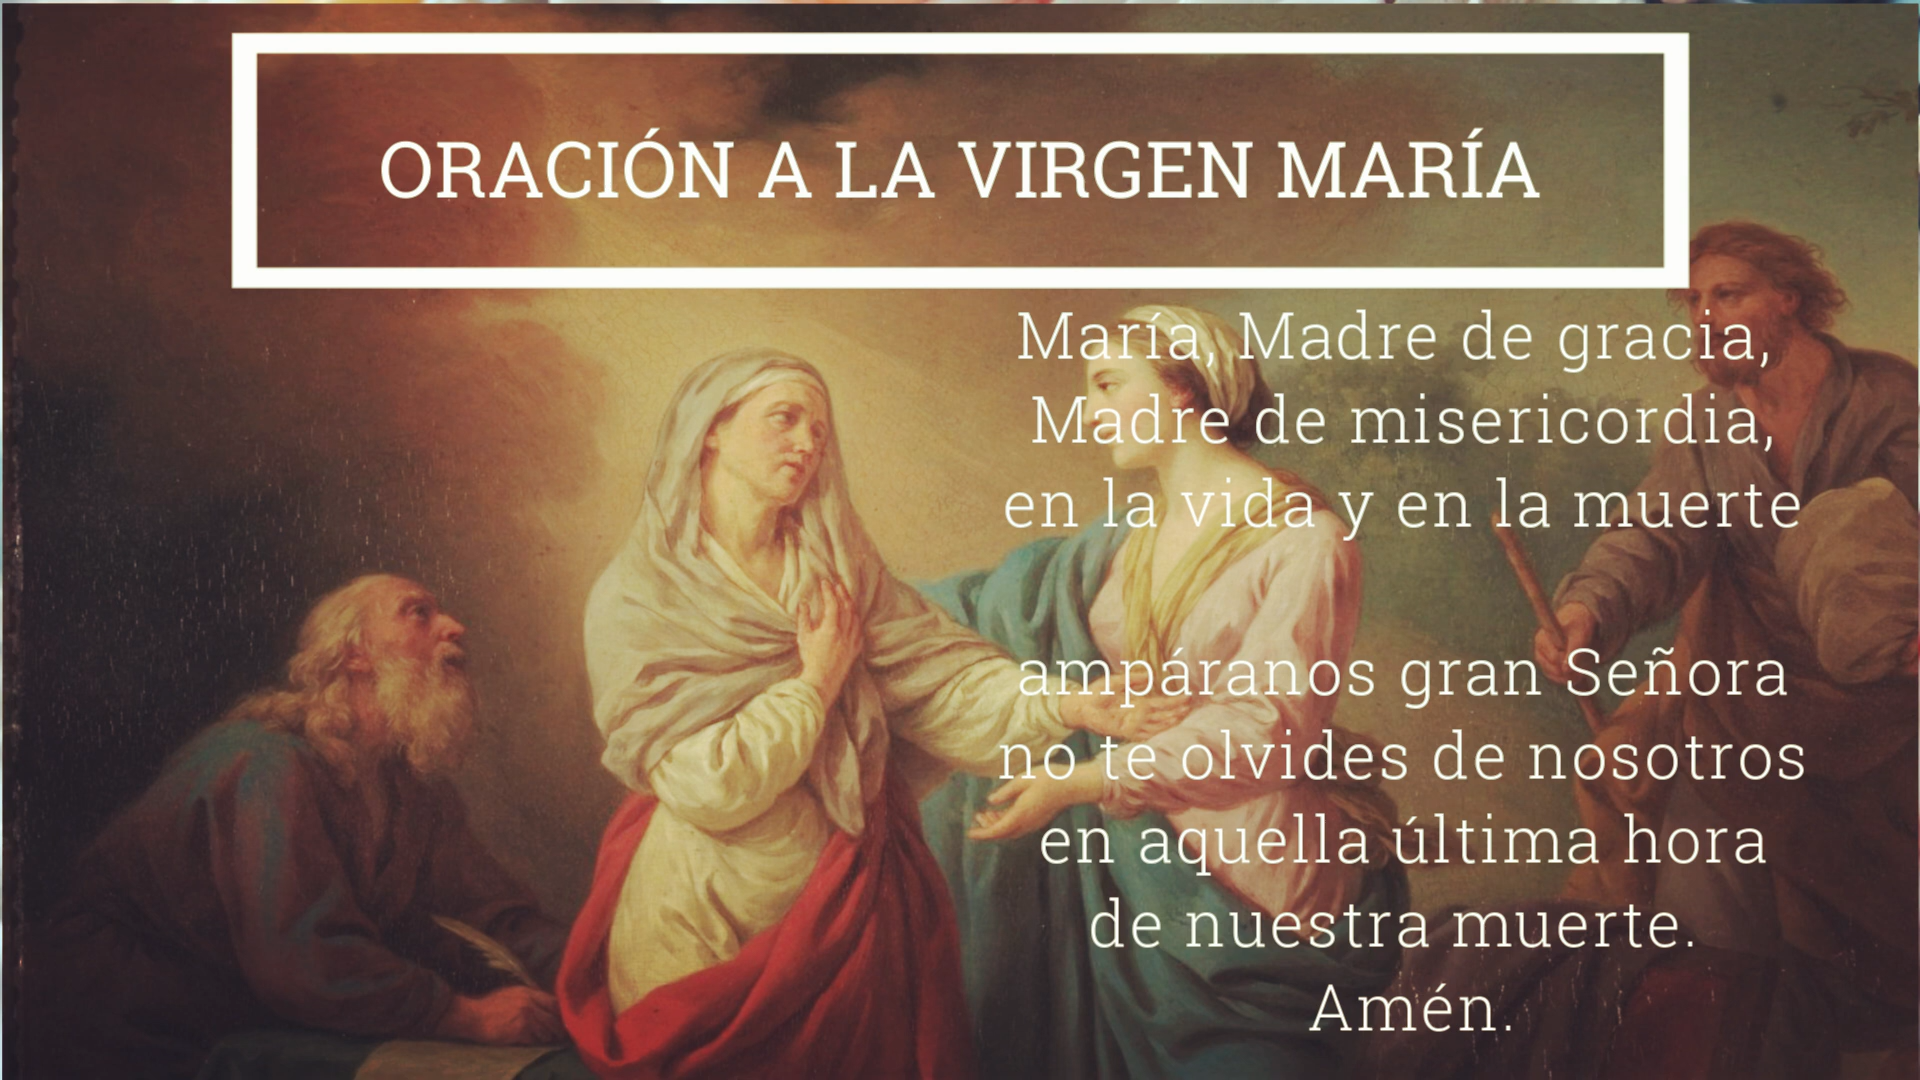 ORACIÓN A LA VIRGEN MARÍA
María, Madre de gracia,
Madre de misericordia,
en la vida y en la muerte
ampáranos gran Señora
no te olvides de nosotros
en aquella última hora
de nuestra muerte.
Amén.